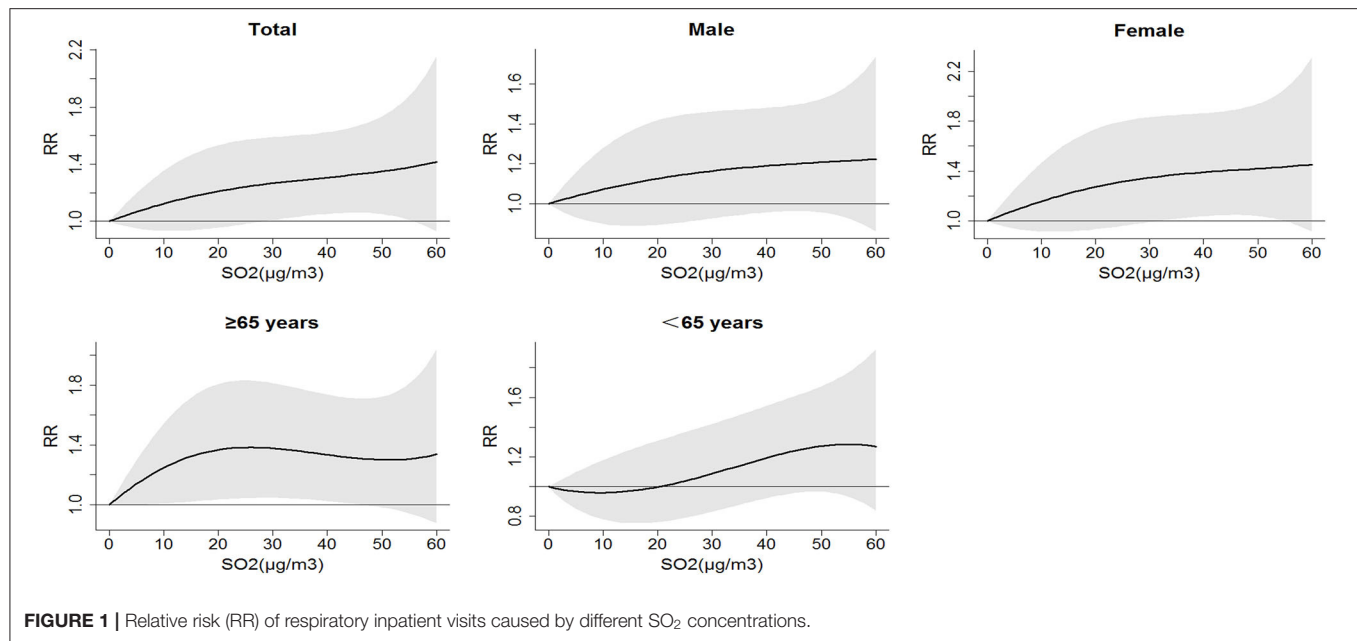 Total
RR
1.0 1.4 1.8 2.2
0 10 20 30 40 50 60
SO2(µg/m3)
Male
RR
1.0 1.2 1.4 1.6
0 10 20 30 40 50 60
SO2(µg/m3)
Female
RR
1.0 1.4 1.8 2.2
0 10 20 30 40 50 60
SO2(µg/m3)
≥65 years
RR
1.0 1.4 1.8
0 10 20 30 40 50 60
SO2(µg/m3)
<65 years
RR
0.8 1.2 1.6
0 10 20 30 40 50 60
SO2(µg/m3)
FIGURE 1 | Relative risk (RR) of respiratory inpatient visits caused by different SO₂ concentrations.